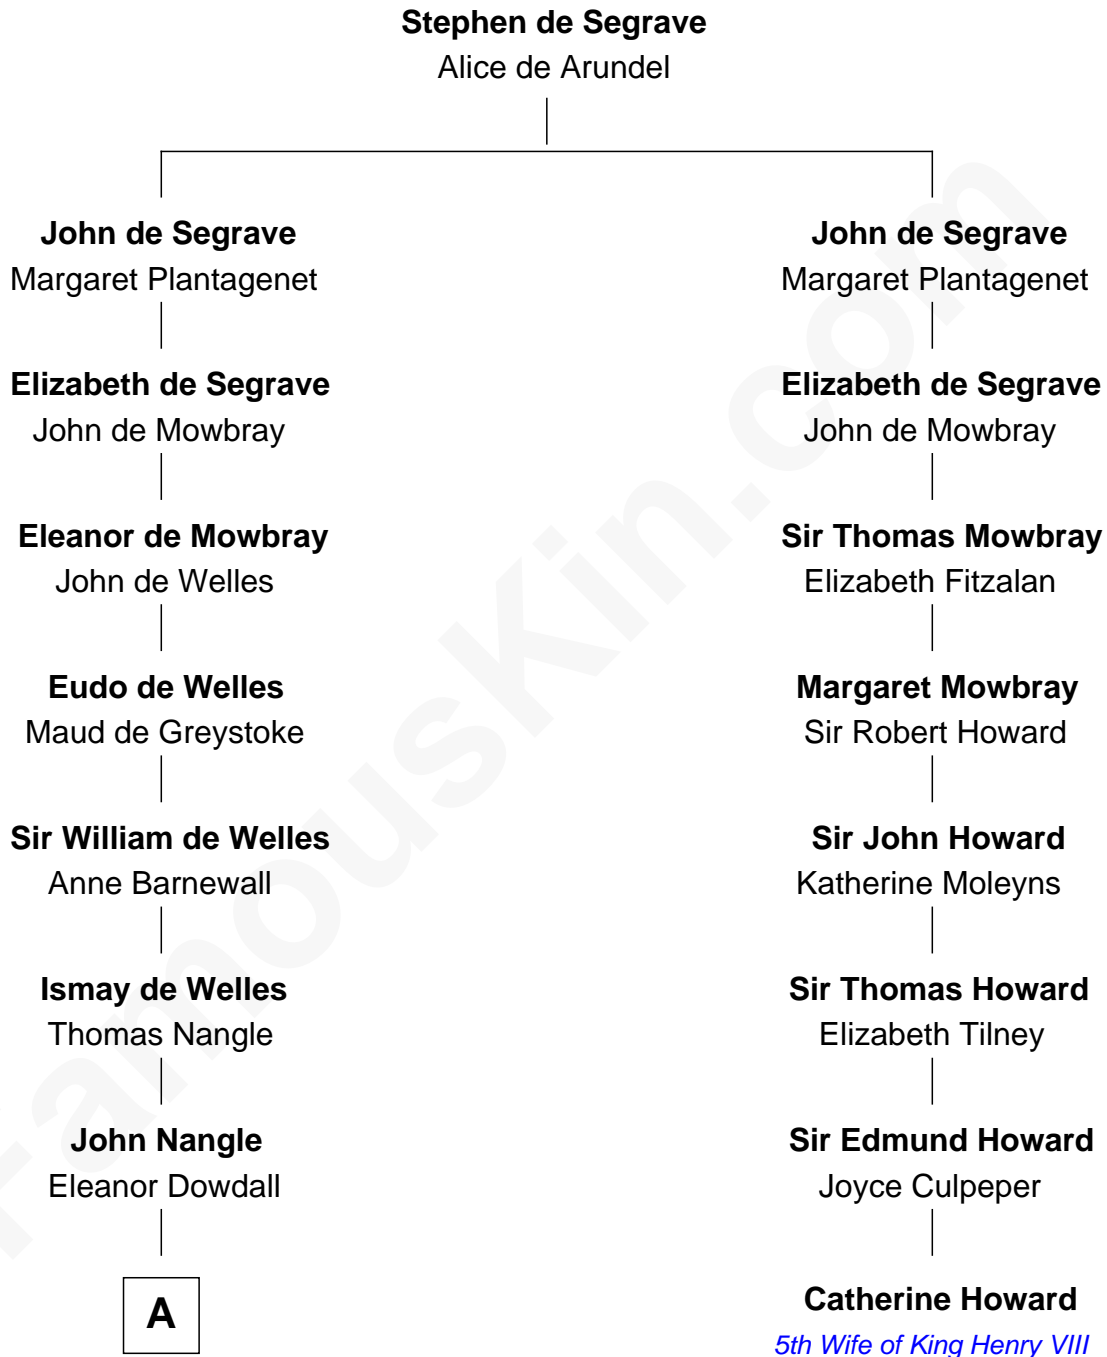 Stephen de Segrave
Alice de Arundel
John de Segrave
Margaret Plantagenet
Elizabeth de Segrave
John de Mowbray
Eleanor de Mowbray
John de Welles
Eudo de Welles
Maud de Greystoke
Sir William de Welles
Anne Barnewall
Ismay de Welles
Thomas Nangle
John Nangle
Eleanor Dowdall
A
John de Segrave
Margaret Plantagenet
Elizabeth de Segrave
John de Mowbray
Sir Thomas Mowbray
Elizabeth Fitzalan
Margaret Mowbray
Sir Robert Howard
Sir John Howard
Katherine Moleyns
Sir Thomas Howard
Elizabeth Tilney
Sir Edmund Howard
Joyce Culpeper
Catherine Howard
5th Wife of King Henry VIII
FamousKin.com